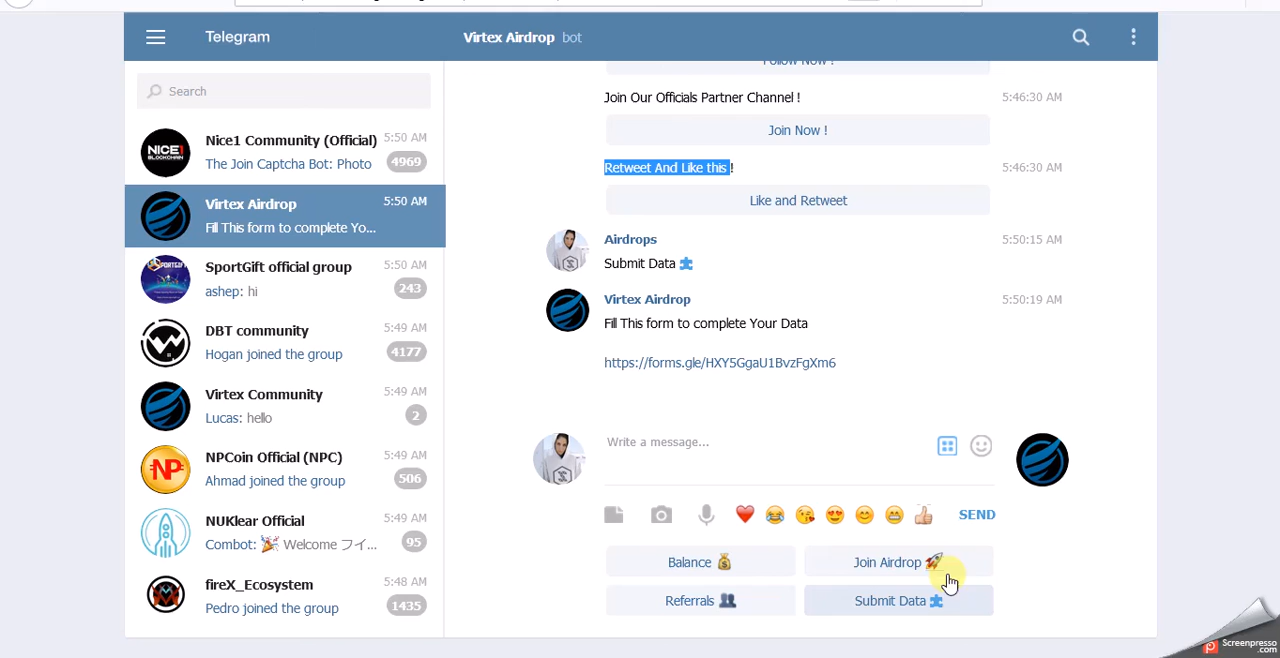 Telegram
Virtex Airdrop bot
Search
Nice1 Community (Official) 5:50 AM
The Join Captcha Bot: Photo 4969
Virtex Airdrop 5:50 AM
Fill This form to complete Yo...
SportGift official group 5:50 AM
ashep: hi 243
DBT community 5:49 AM
Hogan joined the group 4177
Virtex Community 5:49 AM
Lucas: hello 2
NPCoin Official (NPC) 5:49 AM
Ahmad joined the group 506
NUKlear Official 5:49 AM
Combot: 🎉 Welcome フイ... 95
fireX_Ecosystem 5:48 AM
Pedro joined the group 1435
NICE1
BLOCKCHAIN
NP
Follow Now !
Join Our Officials Partner Channel ! 5:46:30 AM
Join Now !
Retweet And Like this ! 5:46:30 AM
Like and Retweet
Airdrops 5:50:15 AM
Submit Data 🧩
Virtex Airdrop 5:50:19 AM
Fill This form to complete Your Data
https://forms.gle/HXY5GgaU1BvzFgXm6
Write a message...
SEND
Balance 💰
Join Airdrop 🚀
Referrals 👥
Submit Data 🧩
Screenpresso
.com